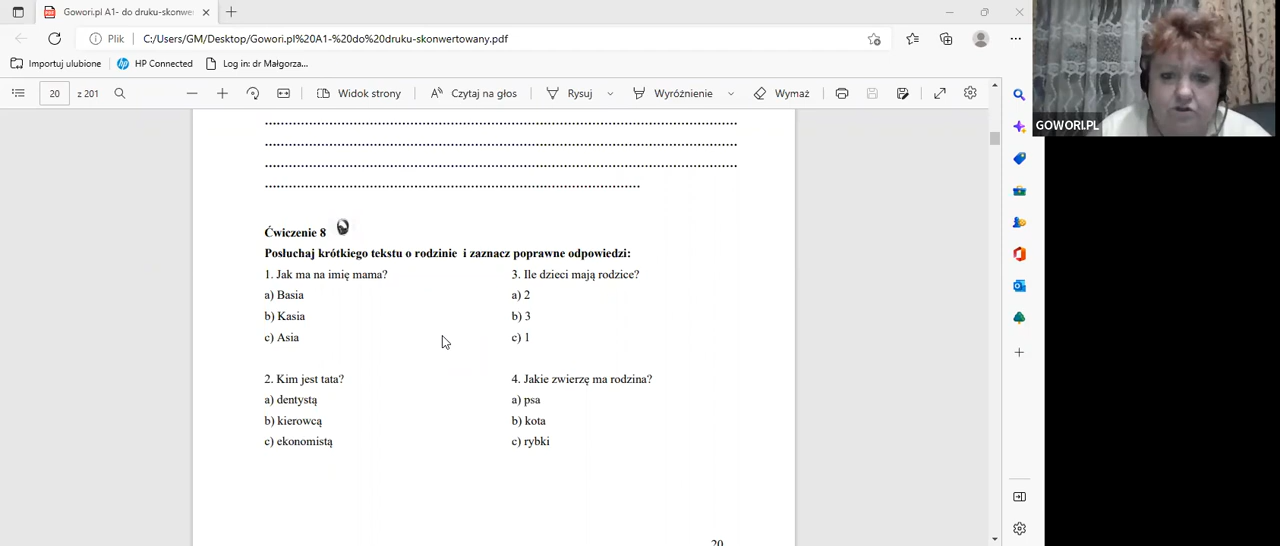 Gowori.pl A1- do druku-skonwer
Plik
C:/Users/GM/Desktop/Gowori.pl%20A1-%20do%20druku-skonwertowany.pdf
Importuj ulubione
HP Connected
Log in: dr Małgorza...
20
z 201
Widok strony
Czytaj na głos
Rysuj
Wyróżnienie
Wymaż
GOWORI.PL
Ćwiczenie 8
Posłuchaj krótkiego tekstu o rodzinie i zaznacz poprawne odpowiedzi:
1. Jak ma na imię mama?
a) Basia
b) Kasia
c) Asia
2. Kim jest tata?
a) dentystą
b) kierowcą
c) ekonomistą
3. Ile dzieci mają rodzice?
a) 2
b) 3
c) 1
4. Jakie zwierzę ma rodzina?
a) psa
b) kota
c) rybki
20